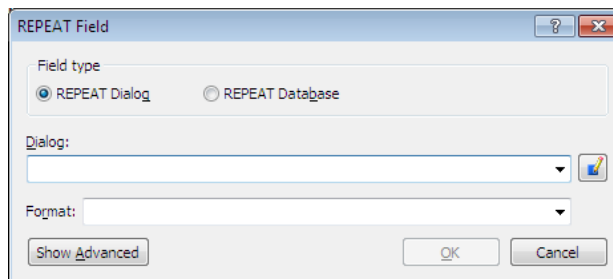 REPEAT Field
Field type
REPEAT Dialog REPEAT Database
Dialog:
Format:
Show Advanced OK Cancel